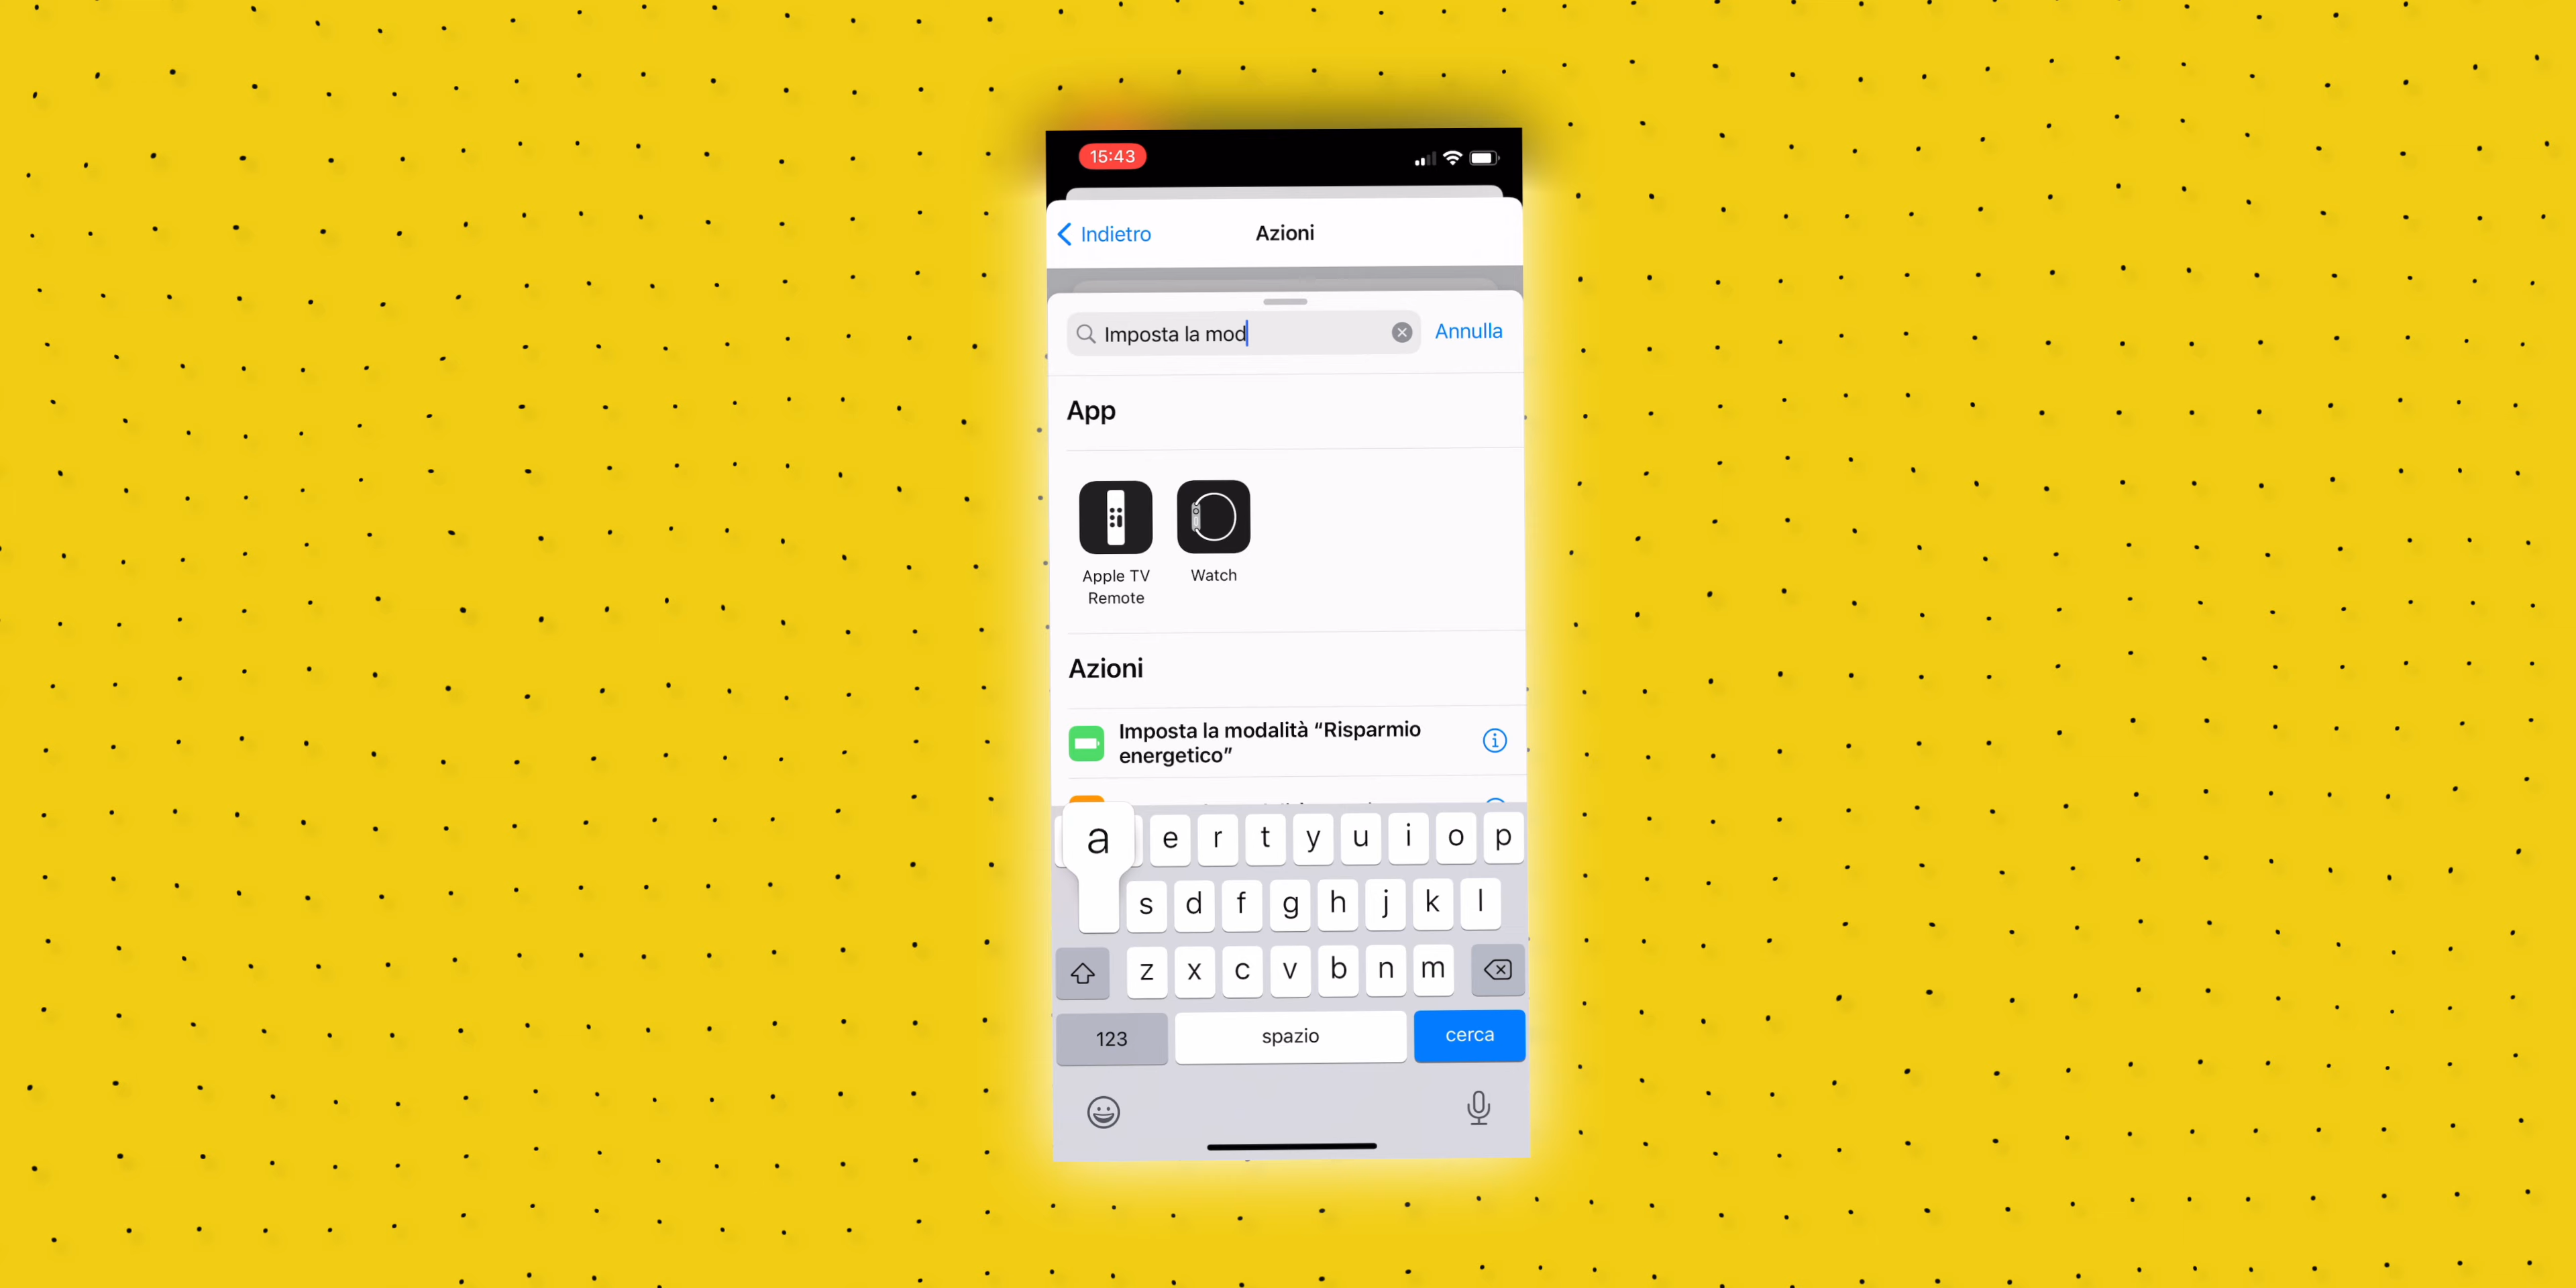 15:43
Indietro
Azioni
Imposta la mod
Annulla
App
Apple TV
Remote
Watch
Azioni
Imposta la modalità “Risparmio
energetico”
a e r t y u i o p
s d f g h j k l
z x c v b n m
123 spazio cerca